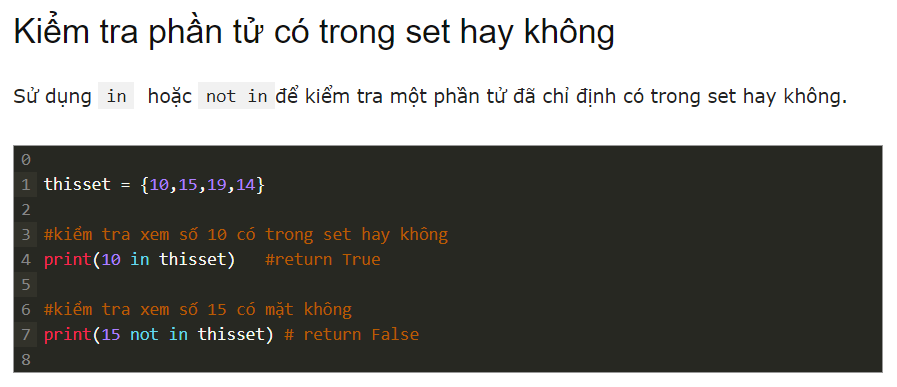 Kiểm tra phần tử có trong set hay không
Sử dụng in hoặc not in để kiểm tra một phần tử đã chỉ định có trong set hay không.
0
1 thisset = {10,15,19,14}
2
3 #kiểm tra xem số 10 có trong set hay không
4 print(10 in thisset)   #return True
5
6 #kiểm tra xem số 15 có mặt không
7 print(15 not in thisset) # return False
8